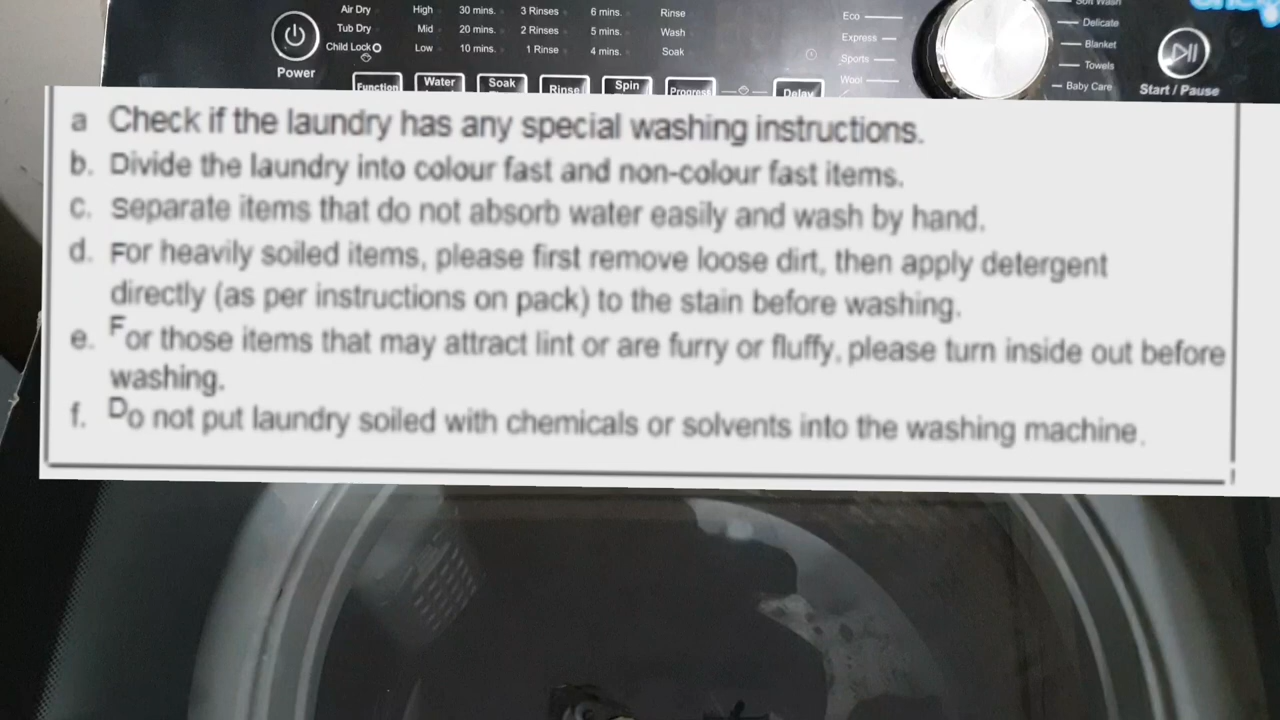 Air Dry High 30 mins. 3 Rinses 6 mins. Rinse
Tub Dry Mid 20 mins. 2 Rinses 5 mins. Wash
Child Lock Low 10 mins. 1 Rinse 4 mins. Soak
Power
Function Water Soak Rinse Spin Progress Delay
Eco
Express
Sports
Wool
Soft Wash
Delicate
Blanket
Towels
Baby Care
Start / Pause
a Check if the laundry has any special washing instructions.
b. Divide the laundry into colour fast and non-colour fast items.
c. Separate items that do not absorb water easily and wash by hand.
d. For heavily soiled items, please first remove loose dirt, then apply detergent
directly (as per instructions on pack) to the stain before washing.
e. For those items that may attract lint or are furry or fluffy, please turn inside out before
washing.
f. Do not put laundry soiled with chemicals or solvents into the washing machine.